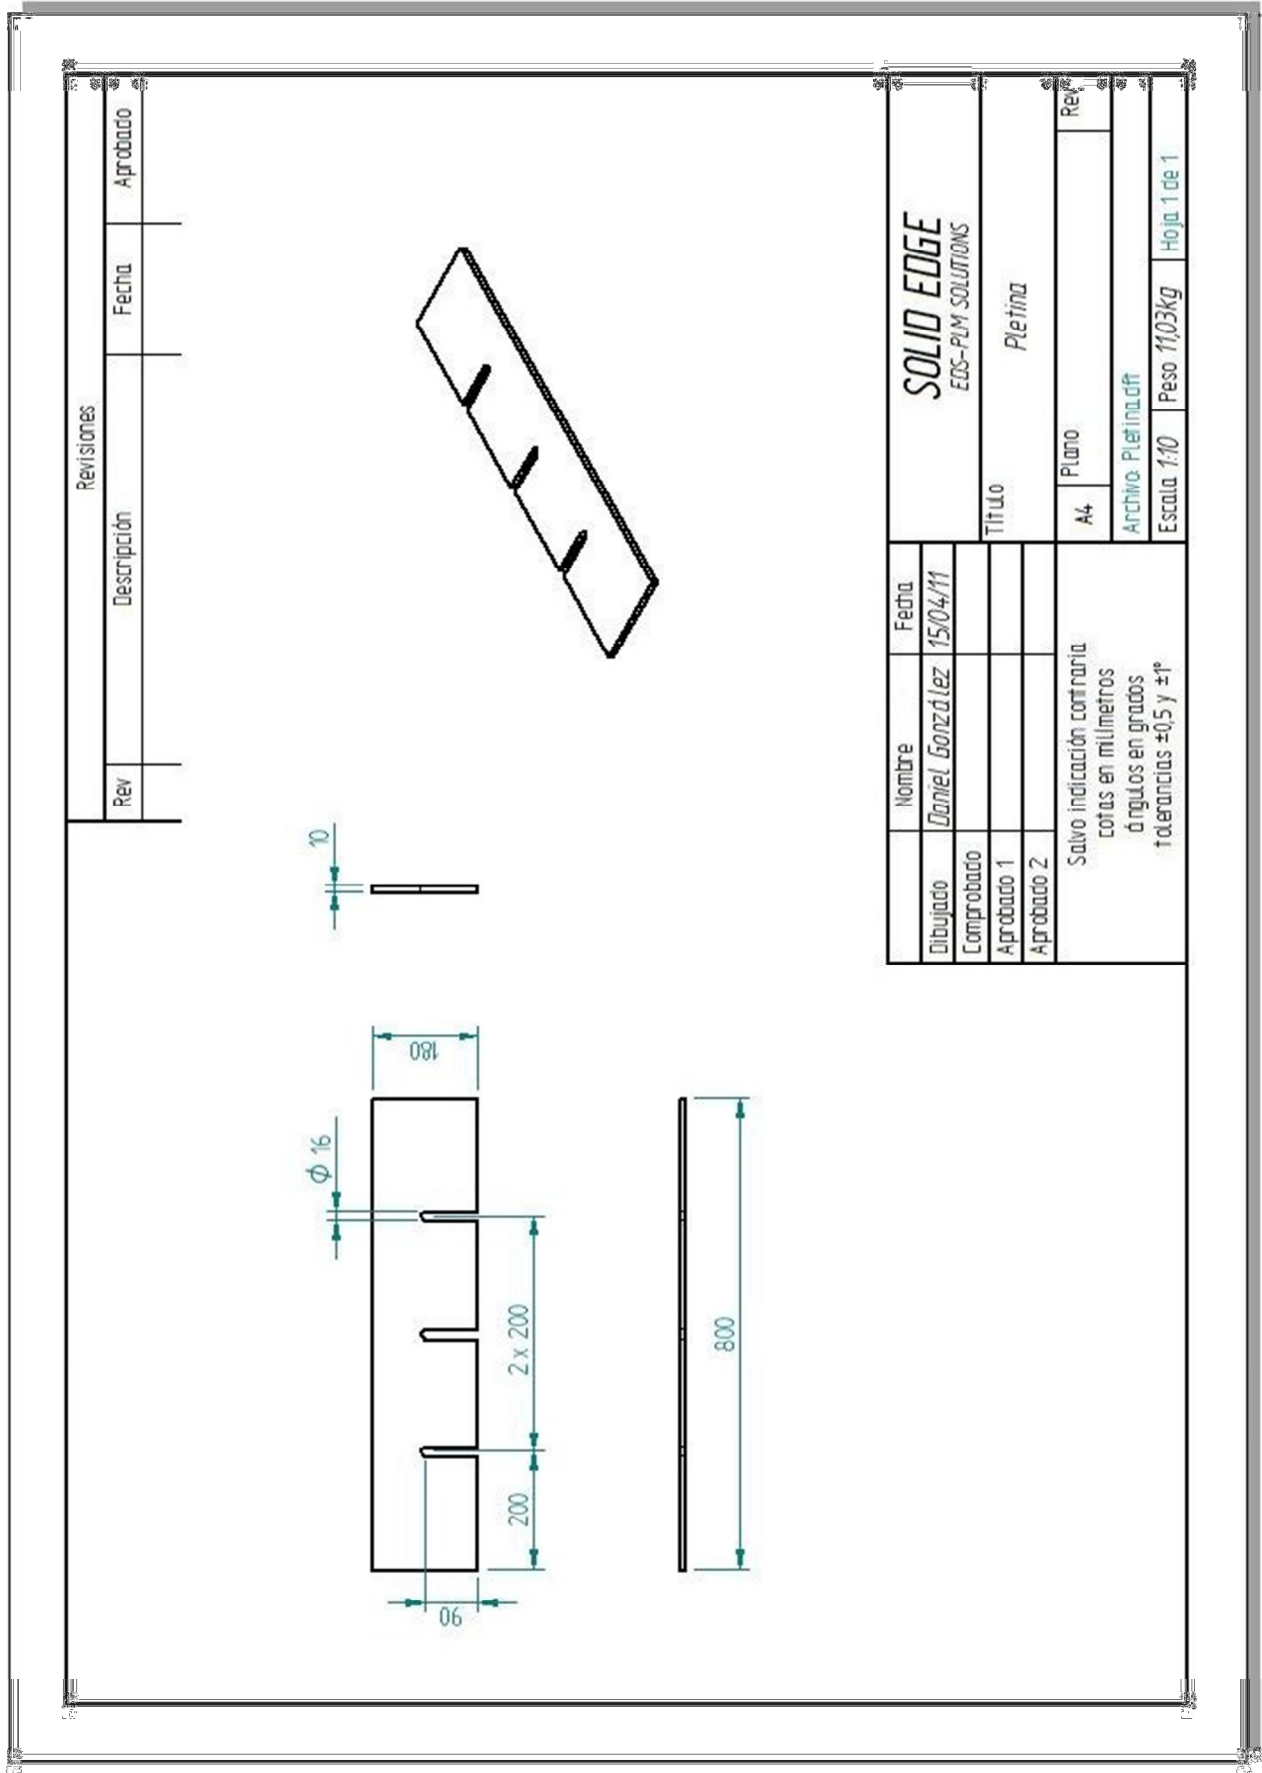 Revisiones
Rev Descripción Fecha Aprobado
Φ 16
10
180
90
200
2 x 200
800
Nombre Fecha
Dibujado Daniel González 15/04/11
Comprobado
Aprobado 1
Aprobado 2
Salvo indicación contraria
cotas en milímetros
ángulos en grados
tolerancias ±0,5 y ±1º
SOLID EDGE
EDS-PLM SOLUTIONS
Título
Pletina
A4 Plano Rev
Archivo: Pletina.dft
Escala 1:10 Peso 11,03kg Hoja 1 de 1